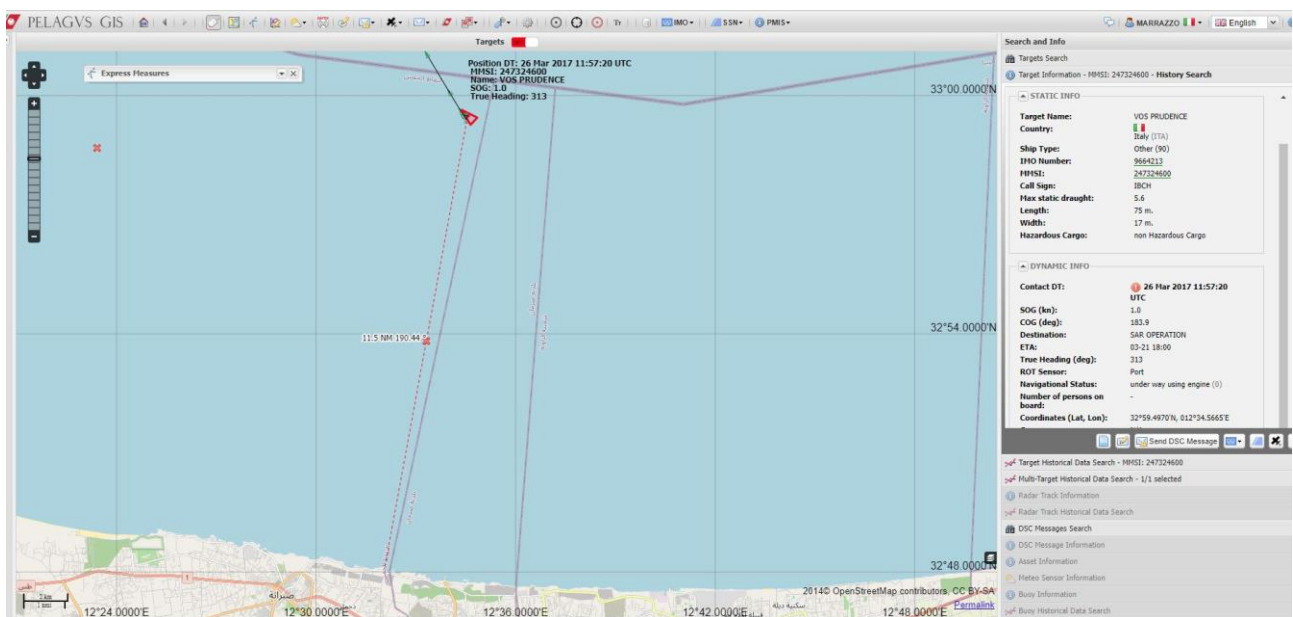 PELAGVS GIS
IMO
SSN
PMIS
MARRAZZO
English
Targets
Search and Info
Express Measures
Position DT: 26 Mar 2017 11:57:20 UTC
MMSI: 247324600
Name: VOS PRUDENCE
SOG: 1.0
True Heading: 313
33°00.0000'N
11.5 NM 190.44 °
32°54.0000'N
32°48.0000'N
صبراتة
2 km
1 nmi
2014© OpenStreetMap contributors, CC BY-SA
Permalink
12°24.0000'E
12°30.0000'E
12°36.0000'E
12°42.0000'E
12°48.0000'E
Targets Search
Target Information - MMSI: 247324600 - History Search
STATIC INFO
Target Name: VOS PRUDENCE
Country: Italy (ITA)
Ship Type: Other (90)
IMO Number: 9664213
MMSI: 247324600
Call Sign: IBCH
Max static draught: 5.6
Length: 75 m.
Width: 17 m.
Hazardous Cargo: non Hazardous Cargo
DYNAMIC INFO
Contact DT: 26 Mar 2017 11:57:20
UTC
SOG (kn): 1.0
COG (deg): 183.9
Destination: SAR OPERATION
ETA: 03-21 18:00
True Heading (deg): 313
ROT Sensor: Port
Navigational Status: under way using engine (0)
Number of persons on -
board:
Coordinates (Lat, Lon): 32°59.4970'N, 012°34.5665'E
Send DSC Message
Target Historical Data Search - MMSI: 247324600
Multi-Target Historical Data Search - 1/1 selected
Radar Track Information
Radar Track Historical Data Search
DSC Messages Search
DSC Message Information
Asset Information
Meteo Sensor Information
Buoy Information
Buoy Historical Data Search